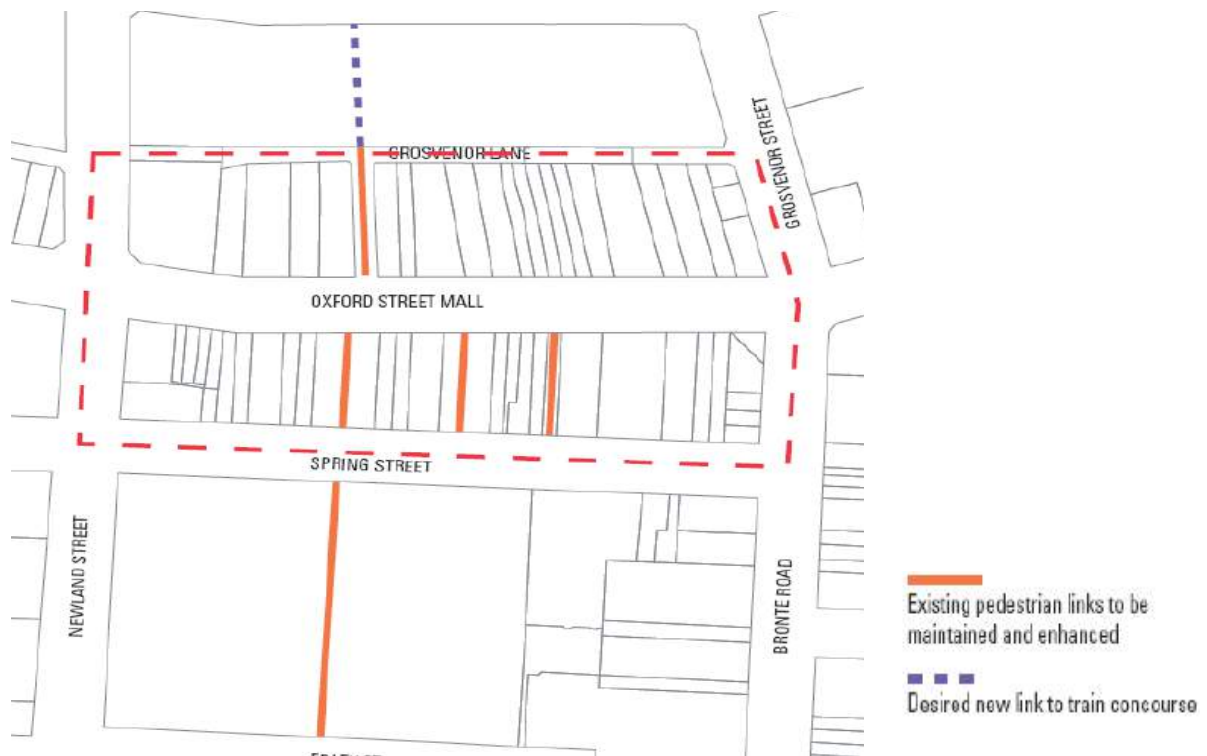 GROSVENOR STREET
GROSVENOR LANE
OXFORD STREET MALL
SPRING STREET
NEWLAND STREET
BRONTE ROAD
Existing pedestrian links to be
maintained and enhanced
Desired new link to train concourse